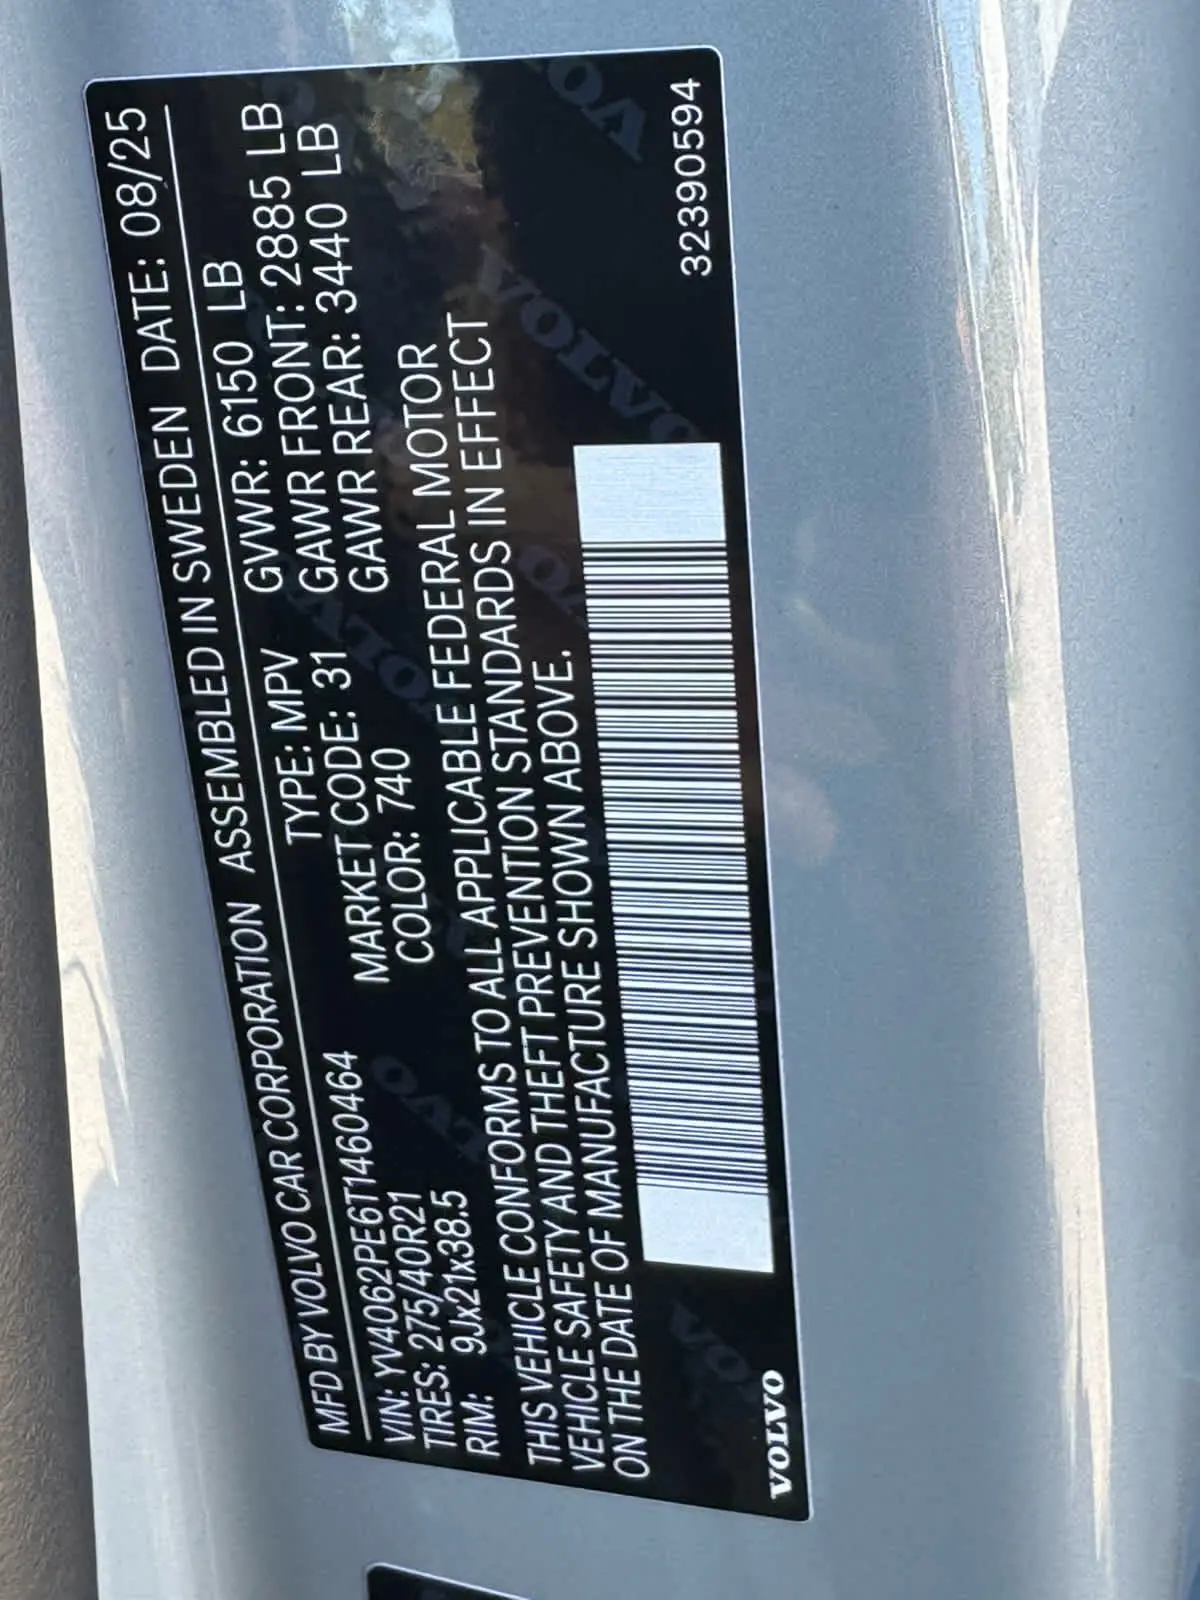 MFD BY VOLVO CAR CORPORATION ASSEMBLED IN SWEDEN DATE: 08/25
VIN: YV4062PE6T1460464 TYPE: MPV GVWR: 6150 LB
TIRES: 275/40R21 MARKET CODE: 31 GAWR FRONT: 2885 LB
RIM: 9Jx21x38.5 COLOR: 740 GAWR REAR: 3440 LB
THIS VEHICLE CONFORMS TO ALL APPLICABLE FEDERAL MOTOR
VEHICLE SAFETY AND THEFT PREVENTION STANDARDS IN EFFECT
ON THE DATE OF MANUFACTURE SHOWN ABOVE.
VOLVO 32390594